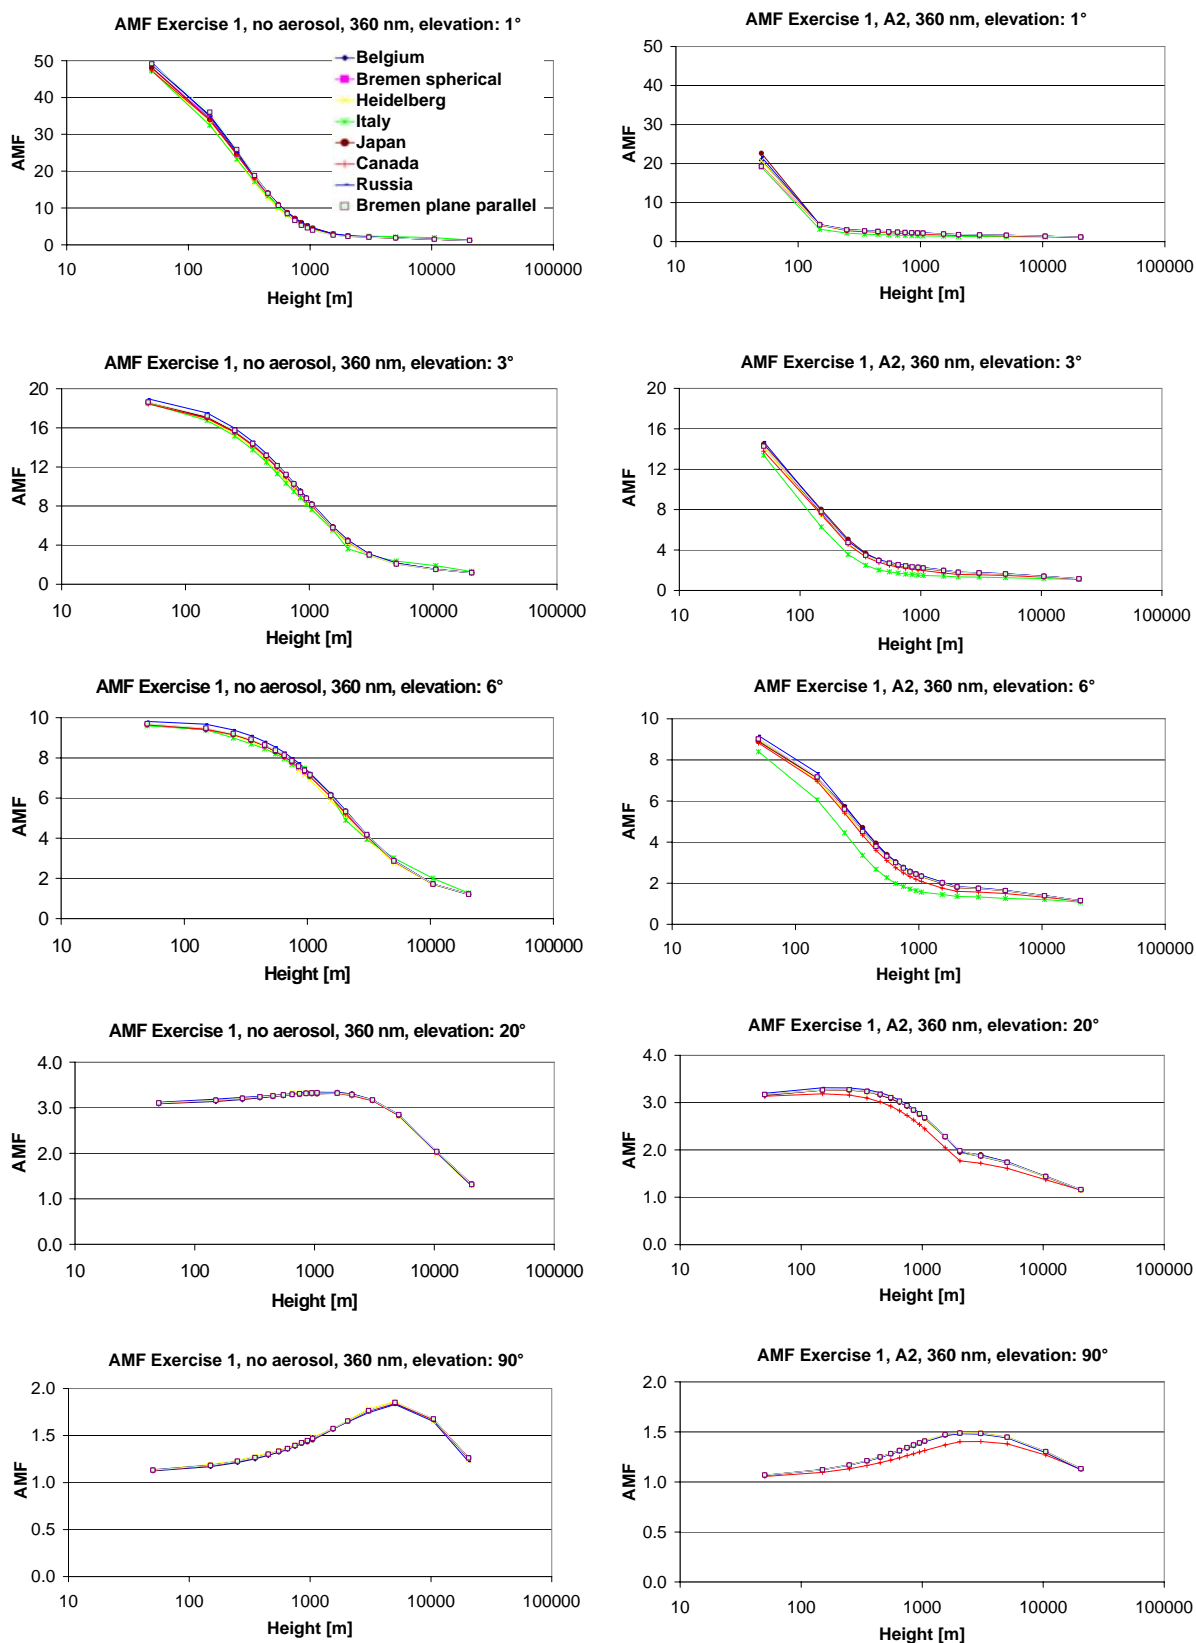 AMF Exercise 1, no aerosol, 360 nm, elevation: 1°
AMF
50
40
30
20
10
0
10
100
1000
10000
100000
Height [m]
Belgium
Bremen spherical
Heidelberg
Italy
Japan
Canada
Russia
Bremen plane parallel
AMF Exercise 1, A2, 360 nm, elevation: 1°
AMF
50
40
30
20
10
0
10
100
1000
10000
100000
Height [m]
AMF Exercise 1, no aerosol, 360 nm, elevation: 3°
AMF
20
16
12
8
4
0
10
100
1000
10000
100000
Height [m]
AMF Exercise 1, A2, 360 nm, elevation: 3°
AMF
20
16
12
8
4
0
10
100
1000
10000
100000
Height [m]
AMF Exercise 1, no aerosol, 360 nm, elevation: 6°
AMF
10
8
6
4
2
0
10
100
1000
10000
100000
Height [m]
AMF Exercise 1, A2, 360 nm, elevation: 6°
AMF
10
8
6
4
2
0
10
100
1000
10000
100000
Height [m]
AMF Exercise 1, no aerosol, 360 nm, elevation: 20°
AMF
4.0
3.0
2.0
1.0
0.0
10
100
1000
10000
100000
Height [m]
AMF Exercise 1, A2, 360 nm, elevation: 20°
AMF
4.0
3.0
2.0
1.0
0.0
10
100
1000
10000
100000
Height [m]
AMF Exercise 1, no aerosol, 360 nm, elevation: 90°
AMF
2.0
1.5
1.0
0.5
0.0
10
100
1000
10000
100000
Height [m]
AMF Exercise 1, A2, 360 nm, elevation: 90°
AMF
2.0
1.5
1.0
0.5
0.0
10
100
1000
10000
100000
Height [m]